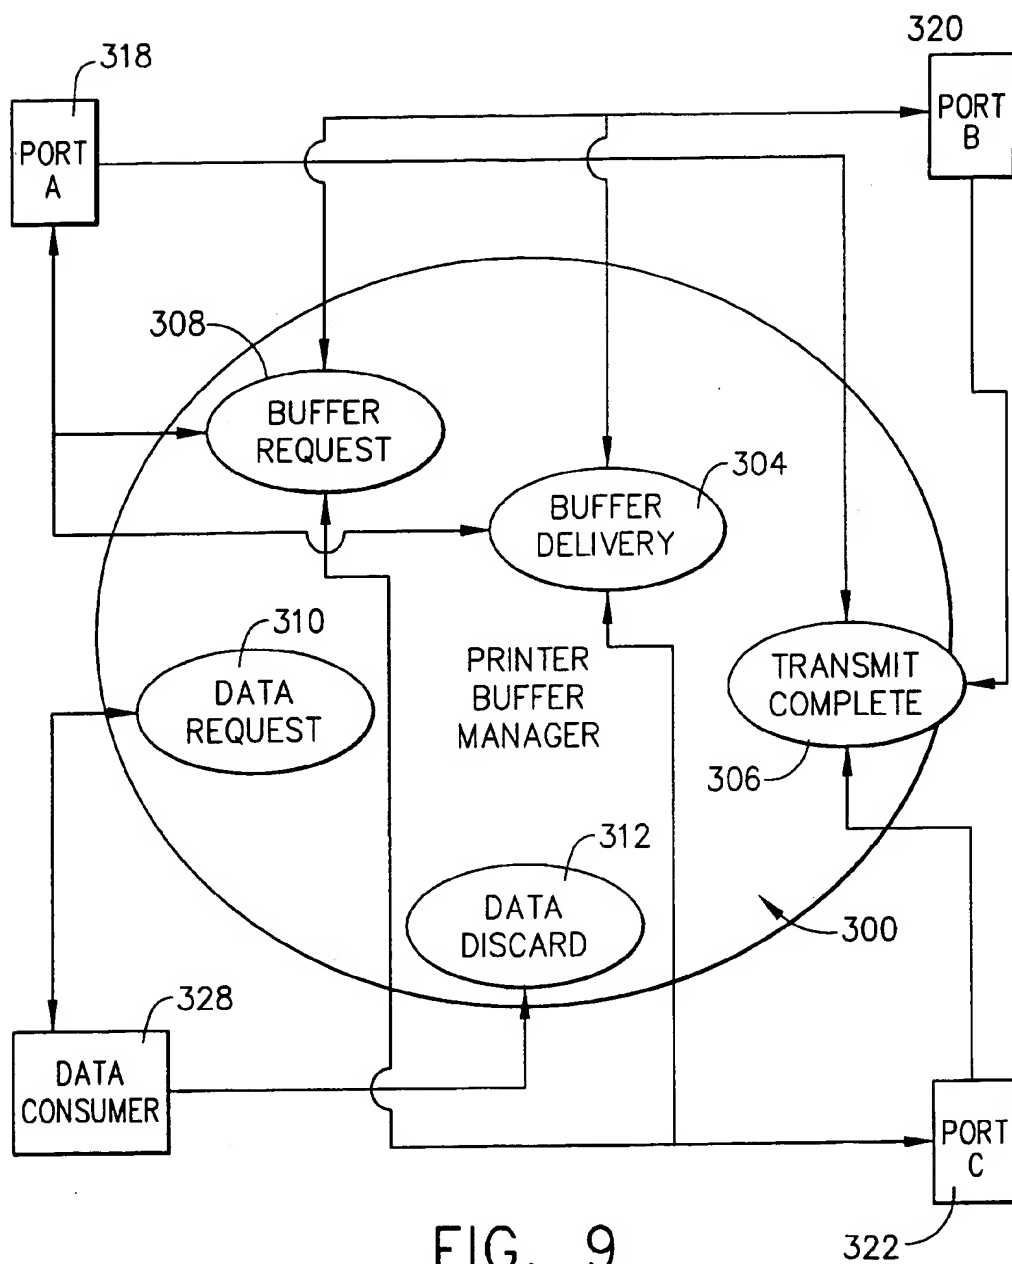 318
320
PORT
A
PORT
B
308
BUFFER
REQUEST
304
BUFFER
DELIVERY
310
DATA
REQUEST
PRINTER
BUFFER
MANAGER
TRANSMIT
COMPLETE
306
312
DATA
DISCARD
300
328
DATA
CONSUMER
PORT
C
322
FIG. 9